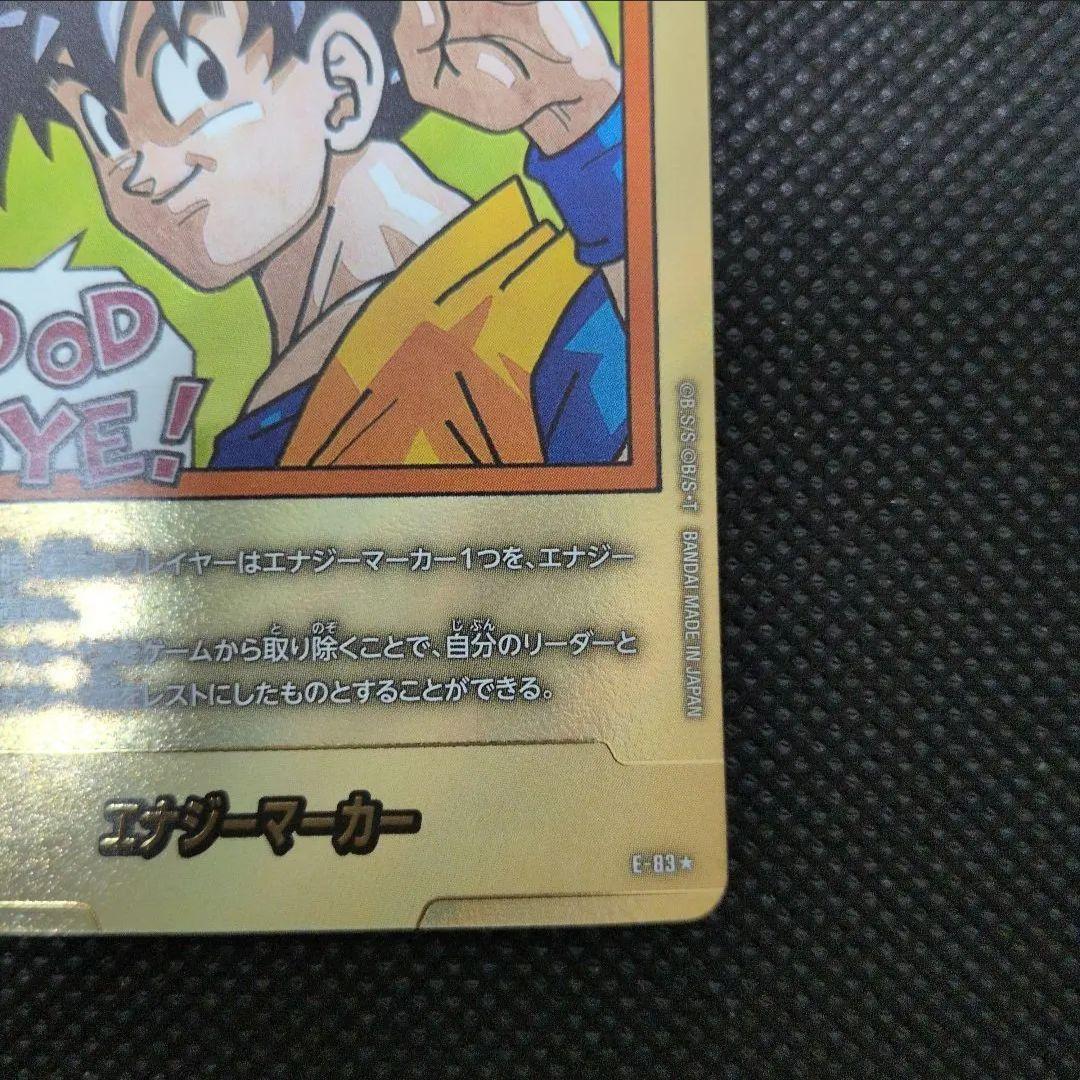 OOD
YE!
レイヤーはエナジーマーカー1つを、エナジー
ゲームから取り除くことで、自分のリーダーと
レストにしたものとすることができる。
エナジーマーカー
E-83★
©B.S/S ©B/S・T BANDAI MADE IN JAPAN